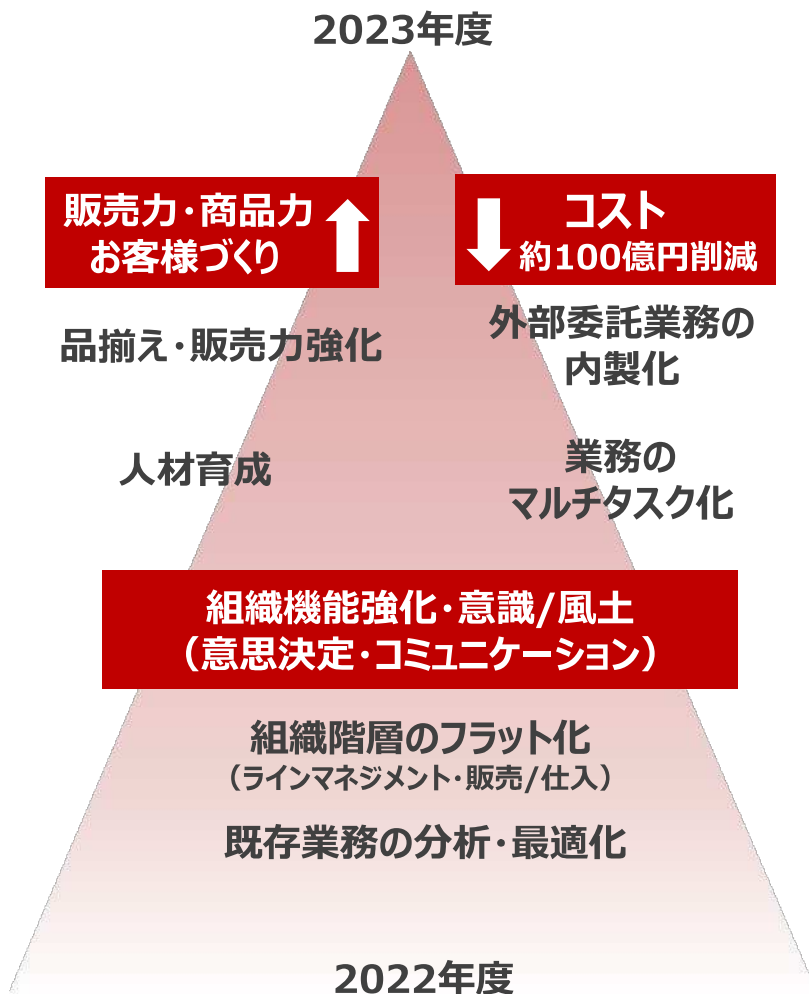 2023年度
販売力・商品力
お客様づくり
コスト
約100億円削減
品揃え・販売力強化
外部委託業務の
内製化
人材育成
業務の
マルチタスク化
組織機能強化・意識/風土
（意思決定・コミュニケーション）
組織階層のフラット化
（ラインマネジメント・販売/仕入）
既存業務の分析・最適化
2022年度